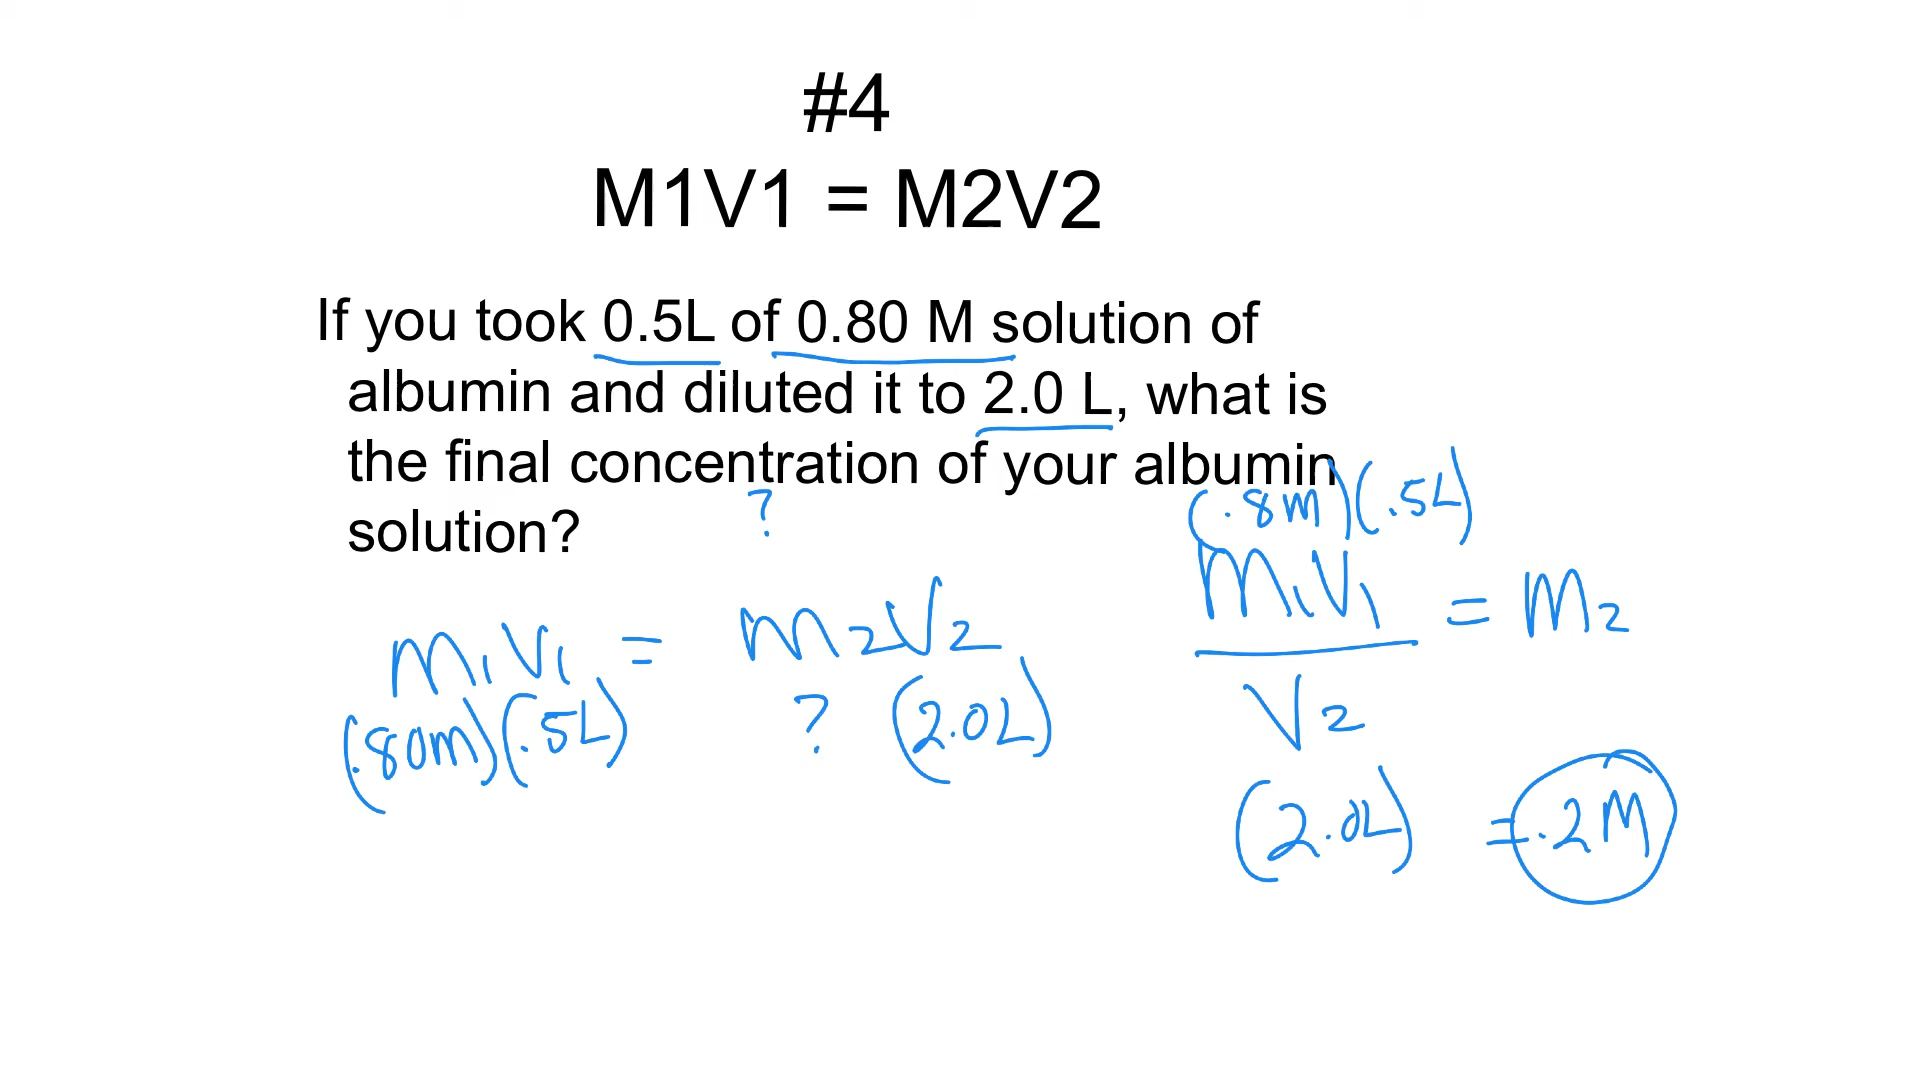 #4
M1V1 = M2V2
If you took 0.5L of 0.80 M solution of
albumin and diluted it to 2.0 L, what is
the final concentration of your albumin
solution?
?
(.8m)(.5L)
M1V1 = M2V2
(.80m)(.5L) ? (2.0L)
M1V1 = M2
V2
(2.0L) = .2M